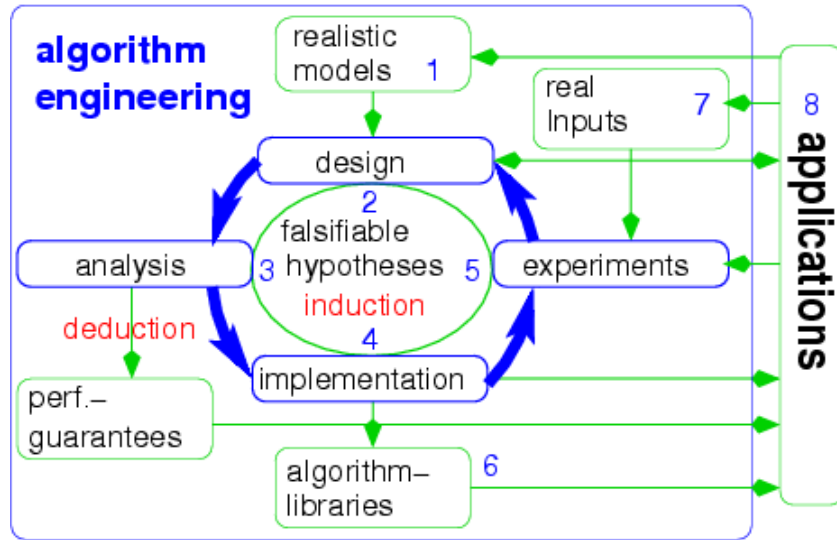 algorithm
engineering
realistic
models 1
real
Inputs 7
8
applications
design
2
falsifiable
hypotheses
induction
3
5
4
analysis
experiments
deduction
implementation
perf.–
guarantees
algorithm–
libraries
6